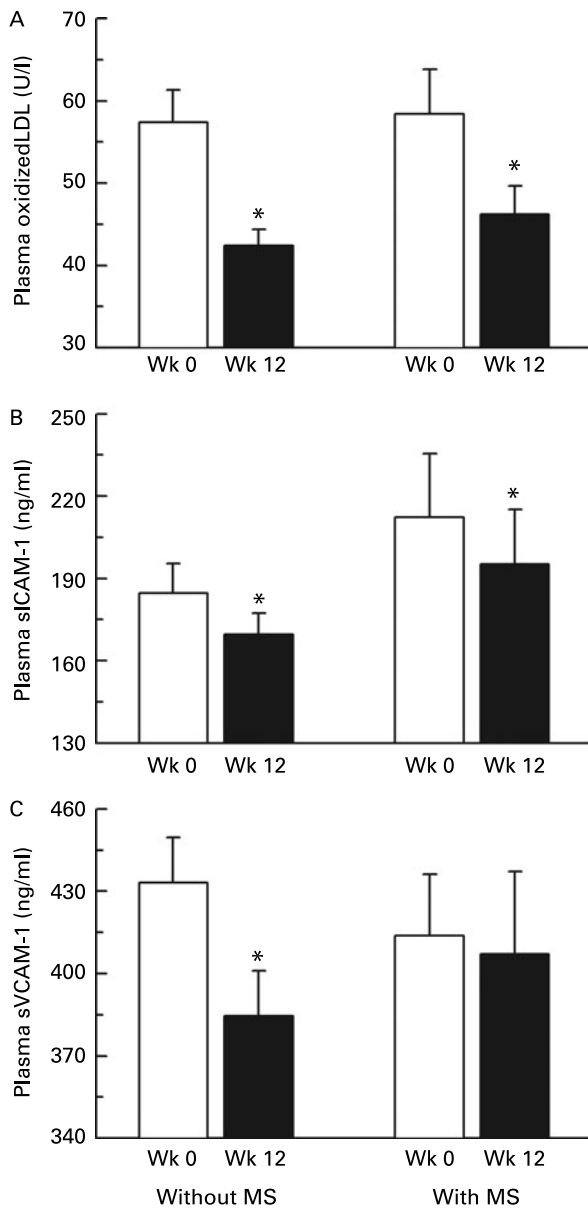 A
Plasma oxidizedLDL (U/l)
70
60
50
40
30
*
*
Wk 0 Wk 12 Wk 0 Wk 12
B
Plasma sICAM-1 (ng/ml)
250
220
190
160
130
*
*
Wk 0 Wk 12 Wk 0 Wk 12
C
Plasma sVCAM-1 (ng/ml)
460
430
400
370
340
*
Wk 0 Wk 12 Wk 0 Wk 12
Without MS With MS